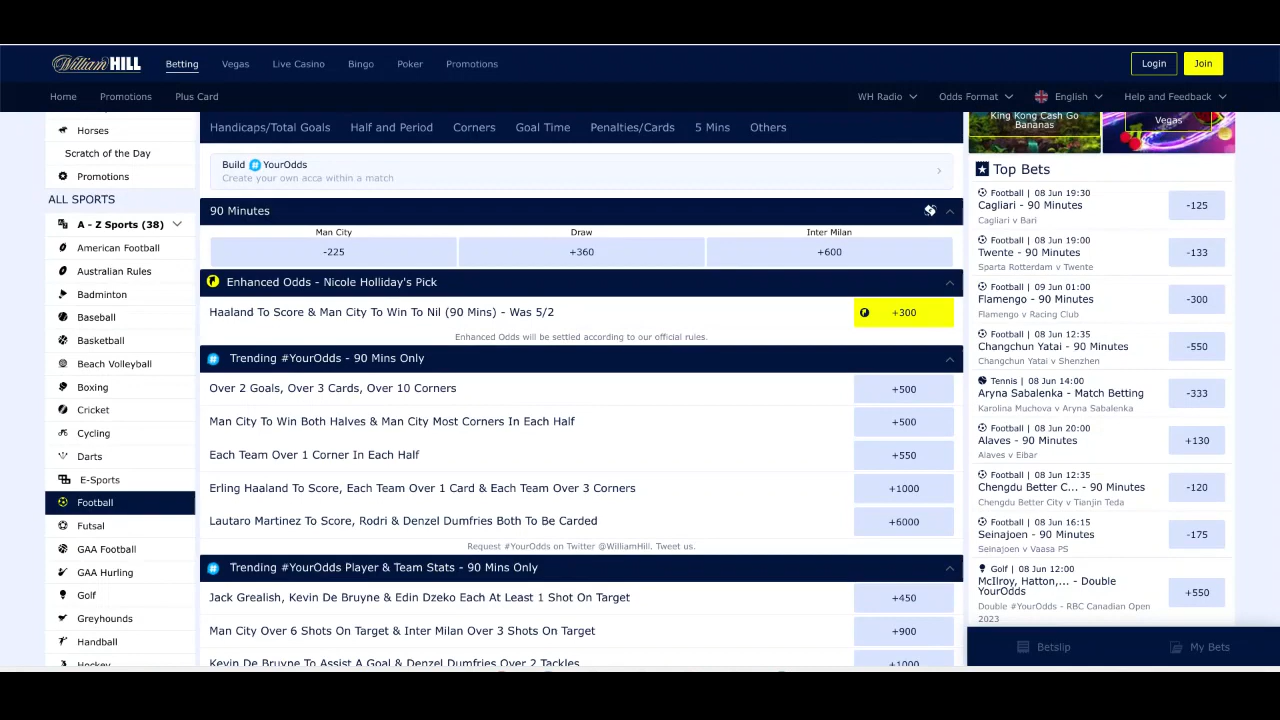 William HILL
Betting
Vegas
Live Casino
Bingo
Poker
Promotions
Login
Join
Home
Promotions
Plus Card
WH Radio
Odds Format
English
Help and Feedback
Horses
Scratch of the Day
Promotions
ALL SPORTS
A - Z Sports (38)
American Football
Australian Rules
Badminton
Baseball
Basketball
Beach Volleyball
Boxing
Cricket
Cycling
Darts
E-Sports
Football
Futsal
GAA Football
GAA Hurling
Golf
Greyhounds
Handball
Hockey
Handicaps/Total Goals
Half and Period
Corners
Goal Time
Penalties/Cards
5 Mins
Others
Build # YourOdds
Create your own acca within a match
90 Minutes
Man City
Draw
Inter Milan
-225
+360
+600
Enhanced Odds - Nicole Holliday's Pick
Haaland To Score & Man City To Win To Nil (90 Mins) - Was 5/2
+300
Enhanced Odds will be settled according to our official rules.
# Trending #YourOdds - 90 Mins Only
Over 2 Goals, Over 3 Cards, Over 10 Corners
+500
Man City To Win Both Halves & Man City Most Corners In Each Half
+500
Each Team Over 1 Corner In Each Half
+550
Erling Haaland To Score, Each Team Over 1 Card & Each Team Over 3 Corners
+1000
Lautaro Martinez To Score, Rodri & Denzel Dumfries Both To Be Carded
+6000
Request #YourOdds on Twitter @WilliamHill. Tweet us.
# Trending #YourOdds Player & Team Stats - 90 Mins Only
Jack Grealish, Kevin De Bruyne & Edin Dzeko Each At Least 1 Shot On Target
+450
Man City Over 6 Shots On Target & Inter Milan Over 3 Shots On Target
+900
Kevin De Bruyne To Assist A Goal & Denzel Dumfries Over 2 Tackles
+1000
King Kong Cash Go
Bananas
Vegas
Top Bets
Football | 08 Jun 19:30
Cagliari - 90 Minutes
Cagliari v Bari
-125
Football | 08 Jun 19:00
Twente - 90 Minutes
Sparta Rotterdam v Twente
-133
Football | 09 Jun 01:00
Flamengo - 90 Minutes
Flamengo v Racing Club
-300
Football | 08 Jun 12:35
Changchun Yatai - 90 Minutes
Changchun Yatai v Shenzhen
-550
Tennis | 08 Jun 14:00
Aryna Sabalenka - Match Betting
Karolina Muchova v Aryna Sabalenka
-333
Football | 08 Jun 20:00
Alaves - 90 Minutes
Alaves v Eibar
+130
Football | 08 Jun 12:35
Chengdu Better C... - 90 Minutes
Chengdu Better City v Tianjin Teda
-120
Football | 08 Jun 16:15
Seinajoen - 90 Minutes
Seinajoen v Vaasa PS
-175
Golf | 08 Jun 12:00
McIlroy, Hatton,... - Double
YourOdds
Double #YourOdds - RBC Canadian Open
2023
+550
Betslip
My Bets